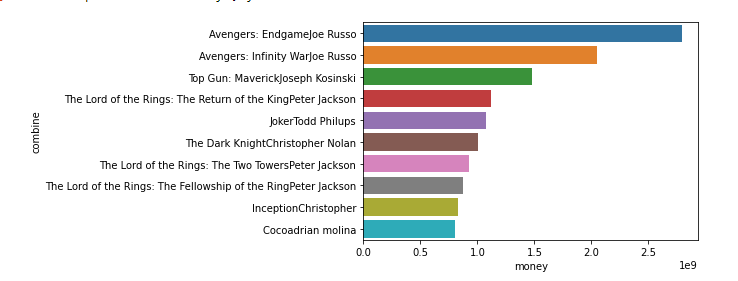 Avengers: EndgameJoe Russo
Avengers: Infinity WarJoe Russo
Top Gun: MaverickJoseph Kosinski
The Lord of the Rings: The Return of the KingPeter Jackson
JokerTodd Philups
The Dark KnightChristopher Nolan
The Lord of the Rings: The Two TowersPeter Jackson
The Lord of the Rings: The Fellowship of the RingPeter Jackson
InceptionChristopher
Cocoadrian molina
combine
0.0 0.5 1.0 1.5 2.0 2.5
money
1e9